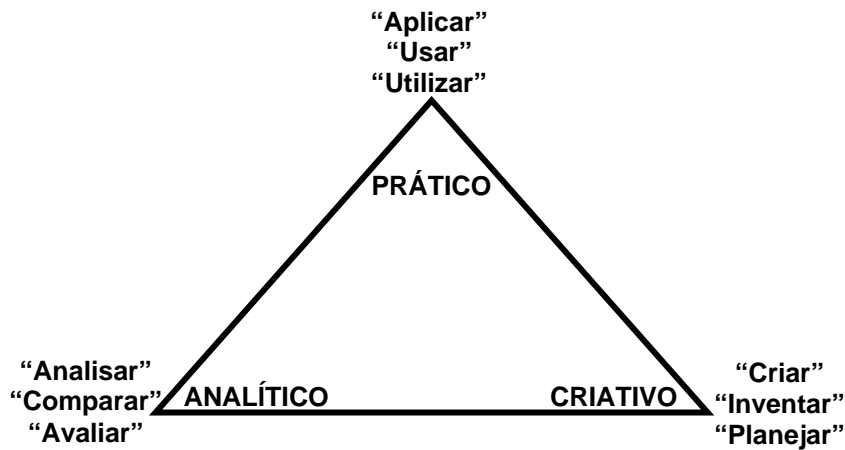 “Aplicar”
“Usar”
“Utilizar”
PRÁTICO
“Analisar”
“Comparar”
“Avaliar”
ANALÍTICO
CRIATIVO
“Criar”
“Inventar”
“Planejar”